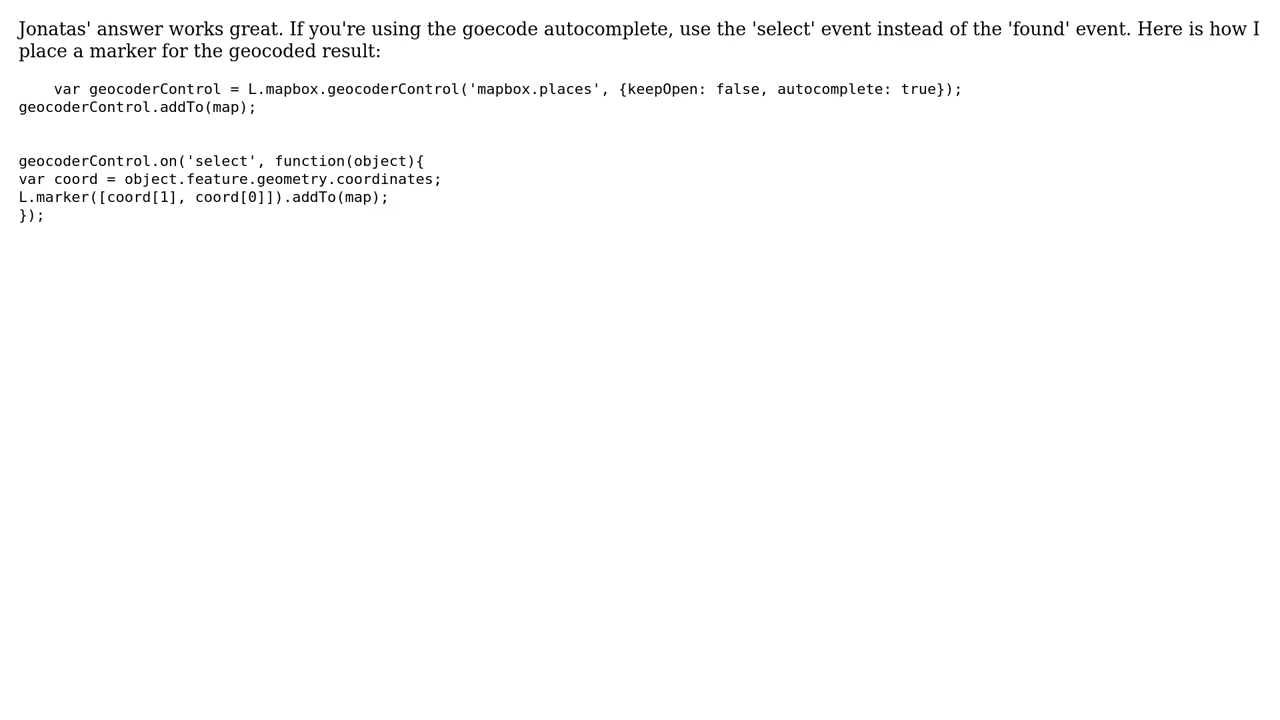 Jonatas' answer works great. If you're using the goecode autocomplete, use the 'select' event instead of the 'found' event. Here is how I
place a marker for the geocoded result:
    var geocoderControl = L.mapbox.geocoderControl('mapbox.places', {keepOpen: false, autocomplete: true});
geocoderControl.addTo(map);
geocoderControl.on('select', function(object){
var coord = object.feature.geometry.coordinates;
L.marker([coord[1], coord[0]]).addTo(map);
});